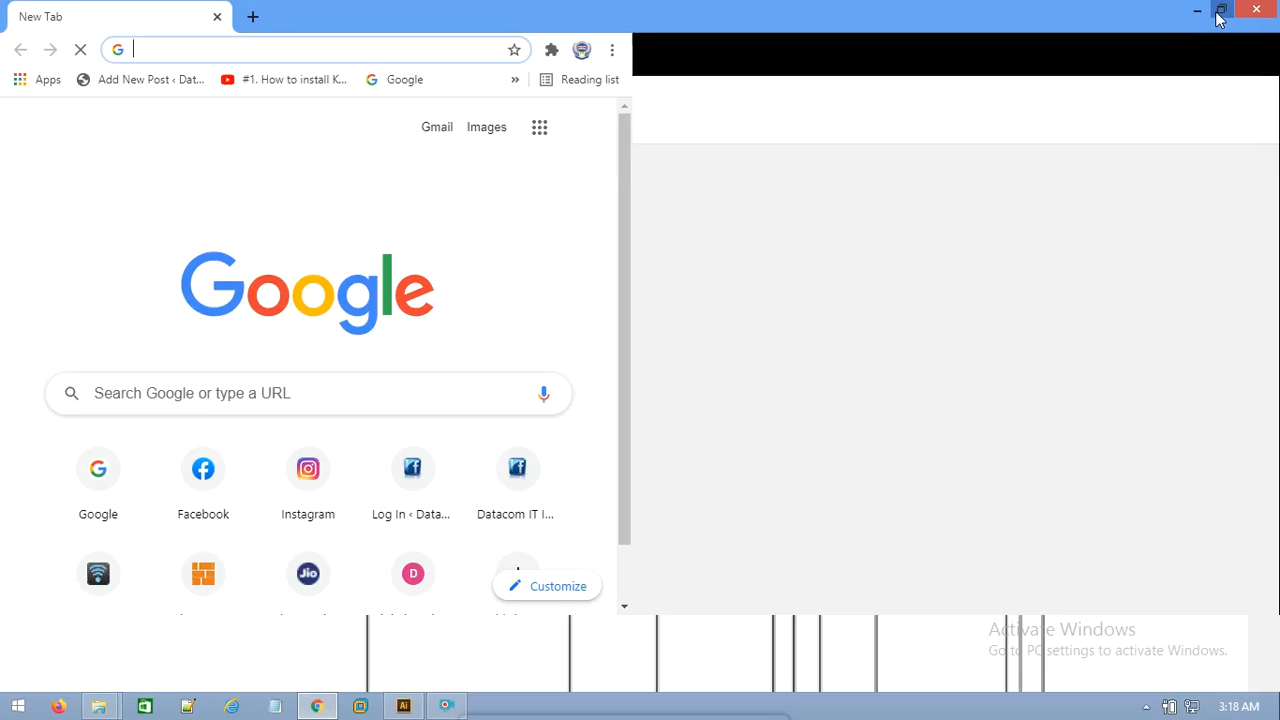 New Tab
Apps
Add New Post ‹ Dat...
#1. How to install K...
Google
»
Reading list
Gmail
Images
Google
Search Google or type a URL
Google
Facebook
Instagram
Log In ‹ Data...
Datacom IT I...
Jio
D
Customize
Activate Windows
Go to PC settings to activate Windows.
Ai
3:18 AM